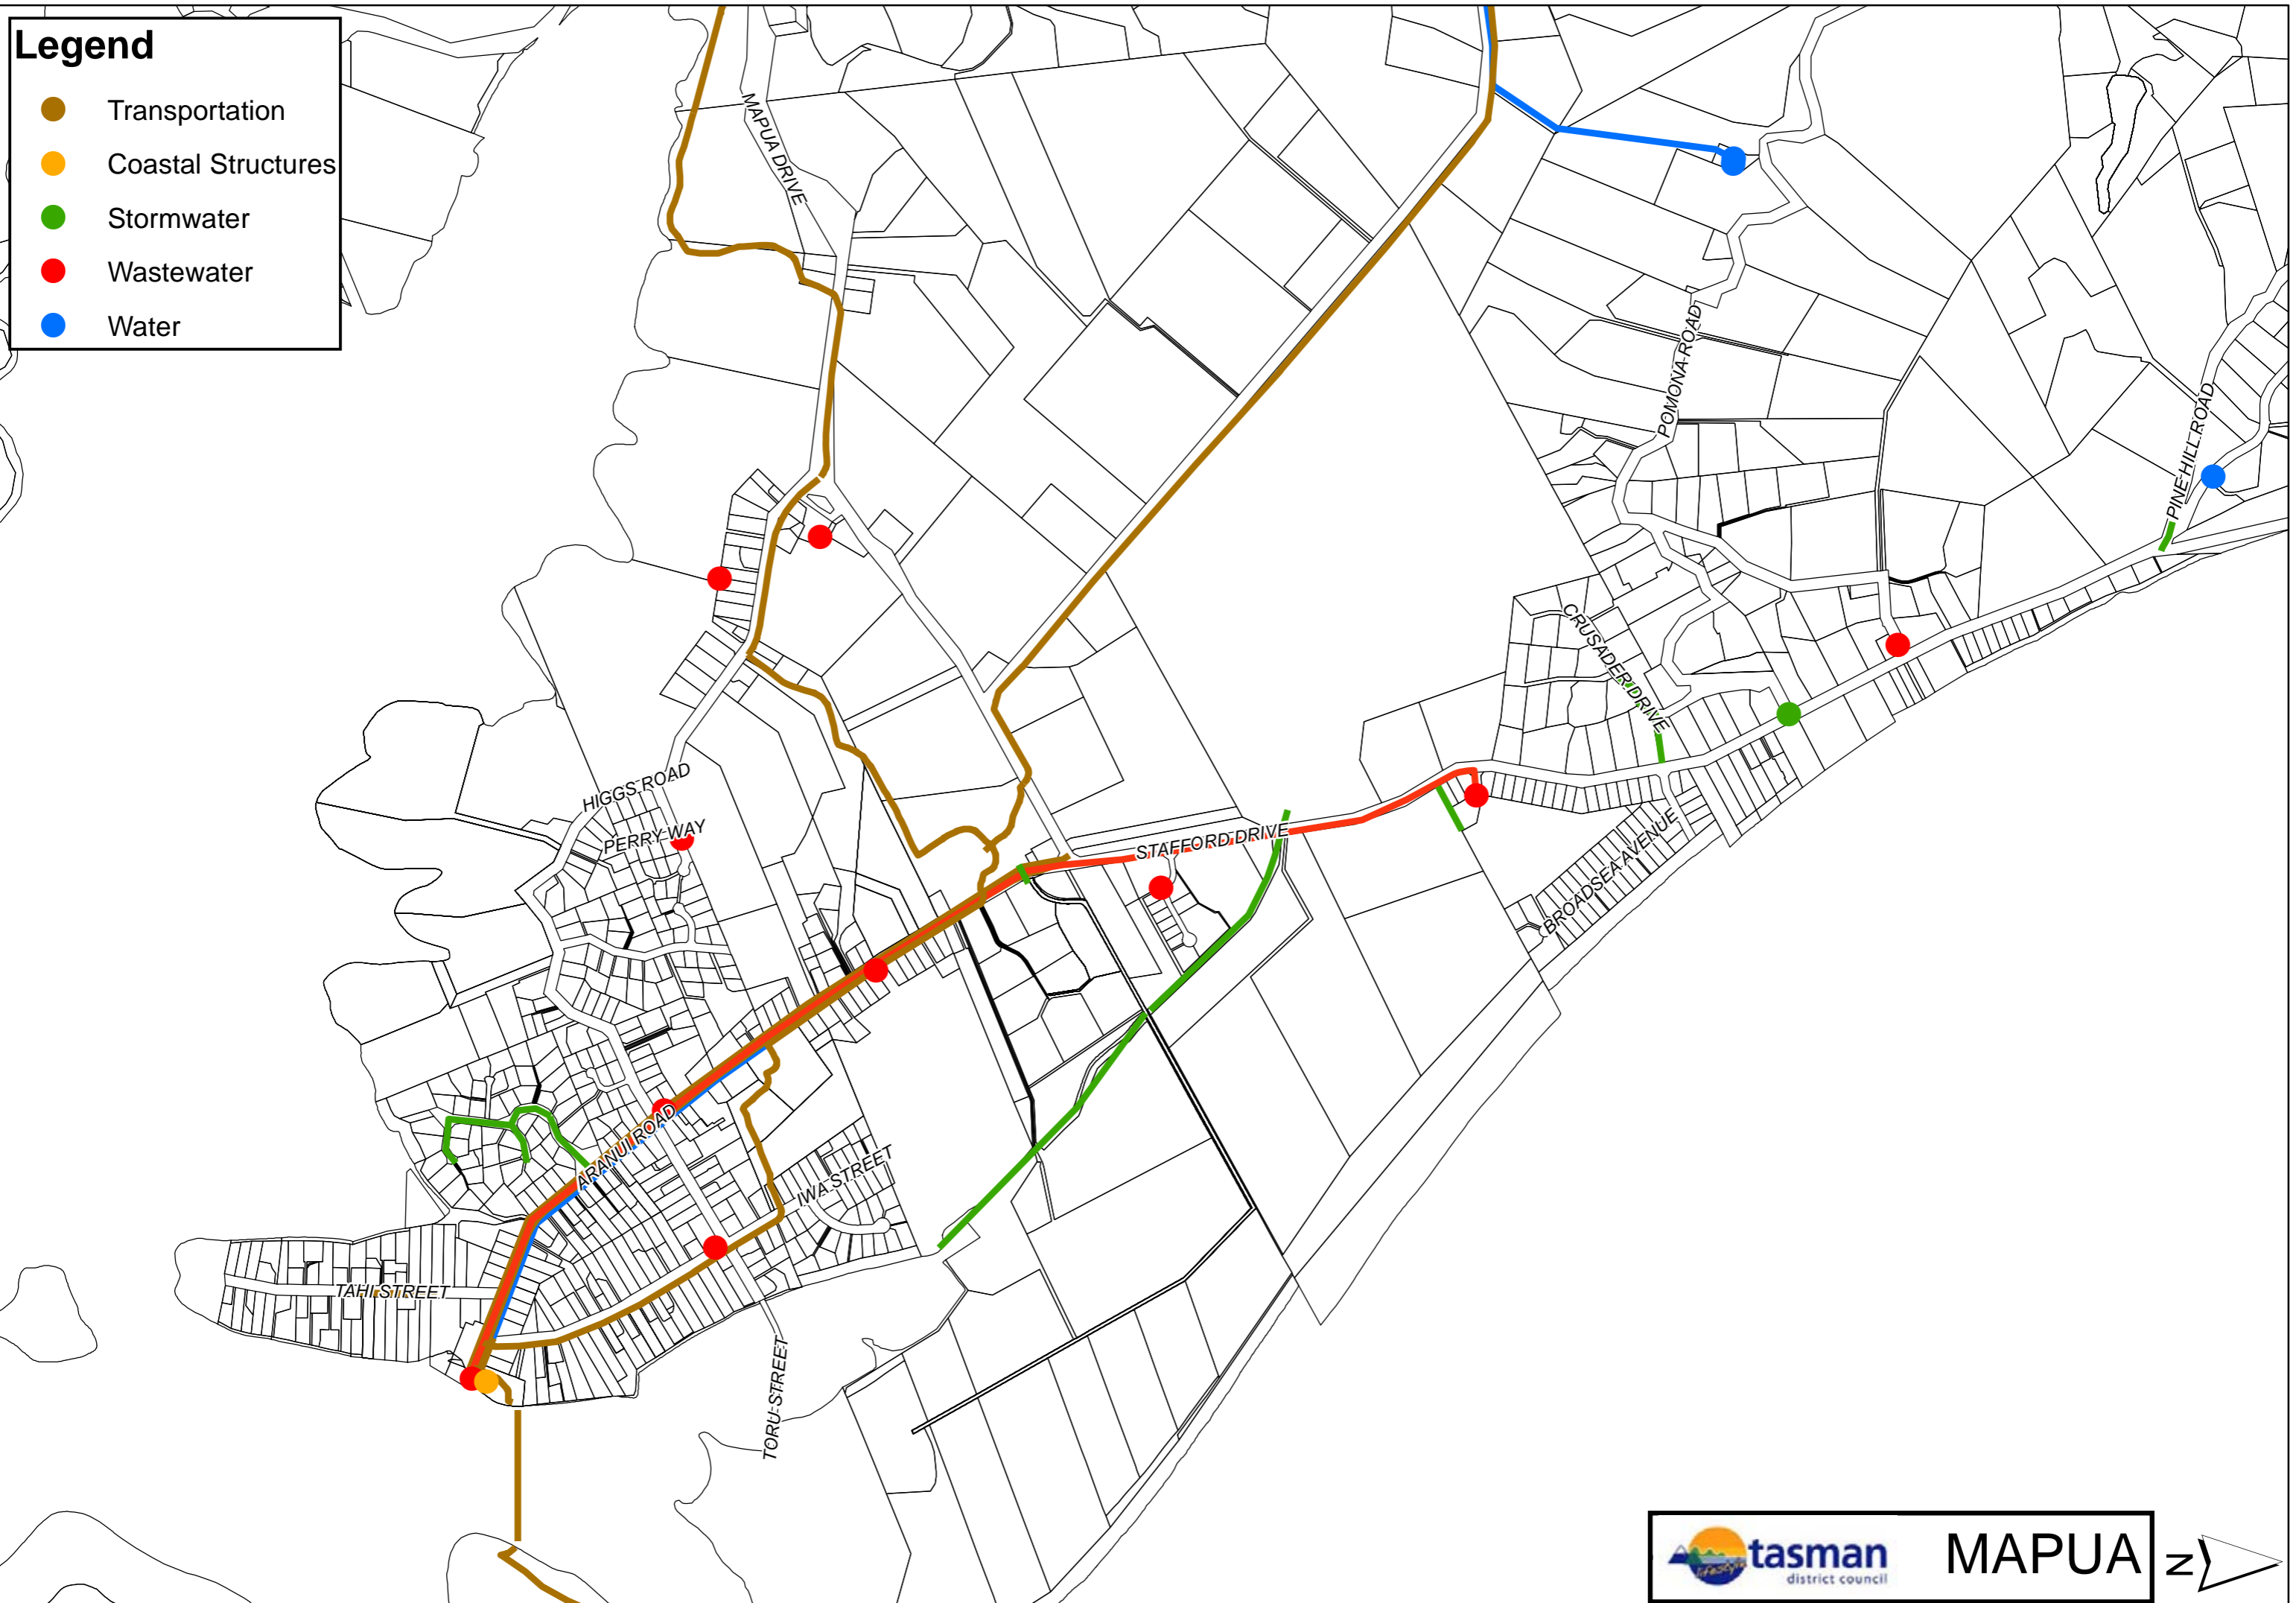 Legend
Transportation
Coastal Structures
Stormwater
Wastewater
Water
MAPUA DRIVE
POMONA ROAD
PINE HILL ROAD
CRUSADER DRIVE
HIGGS ROAD
PERRY WAY
STAFFORD DRIVE
BROADSEA AVENUE
ARANUI ROAD
IWA STREET
TAHI STREET
TORU STREET
tasman
lifestyle
district council
MAPUA
N